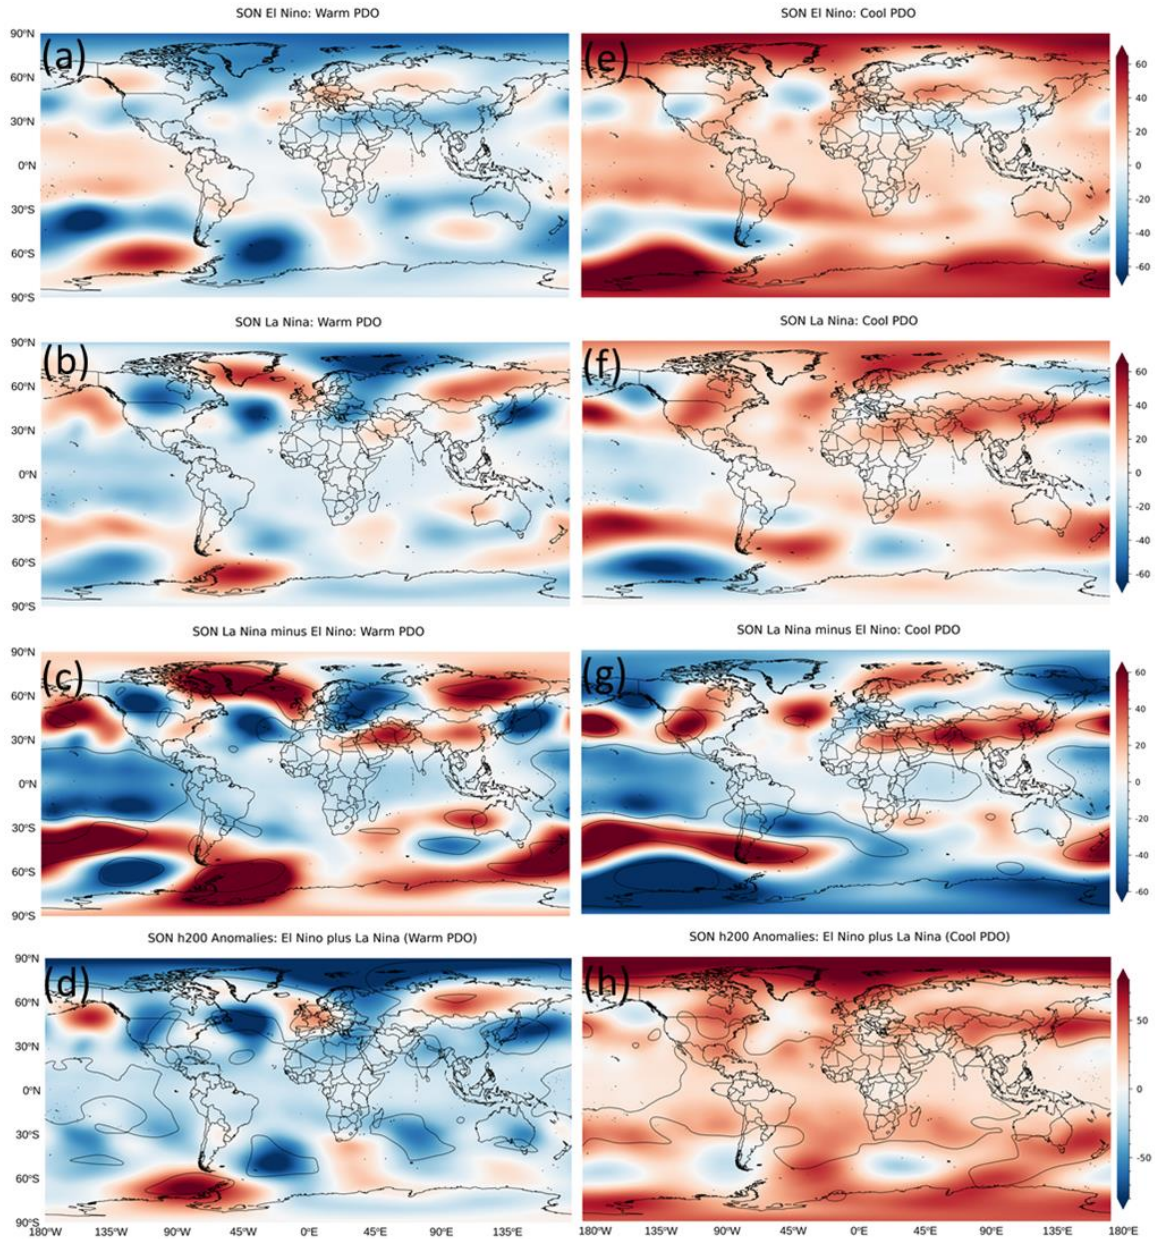 SON El Nino: Warm PDO
SON El Nino: Cool PDO
(a)
(e)
90°N
60°N
30°N
0°N
30°S
60°S
90°S
60
40
20
0
-20
-40
-60
SON La Nina: Warm PDO
SON La Nina: Cool PDO
(b)
(f)
90°N
60°N
30°N
0°N
30°S
60°S
90°S
60
40
20
0
-20
-40
-60
SON La Nina minus El Nino: Warm PDO
SON La Nina minus El Nino: Cool PDO
(c)
(g)
90°N
60°N
30°N
0°N
30°S
60°S
90°S
60
40
20
0
-20
-40
-60
SON h200 Anomalies: El Nino plus La Nina (Warm PDO)
SON h200 Anomalies: El Nino plus La Nina (Cool PDO)
(d)
(h)
90°N
60°N
30°N
0°N
30°S
60°S
90°S
50
0
-50
180°W 135°W 90°W 45°W 0°E 45°E 90°E 135°E
180°W 135°W 90°W 45°W 0°E 45°E 90°E 135°E 180°E